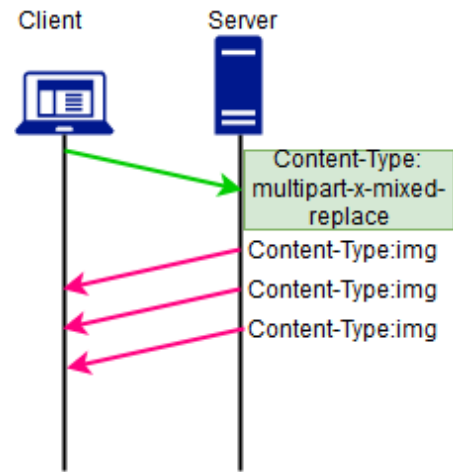 Client
Server
Content-Type:
multipart-x-mixed-
replace
Content-Type:img
Content-Type:img
Content-Type:img